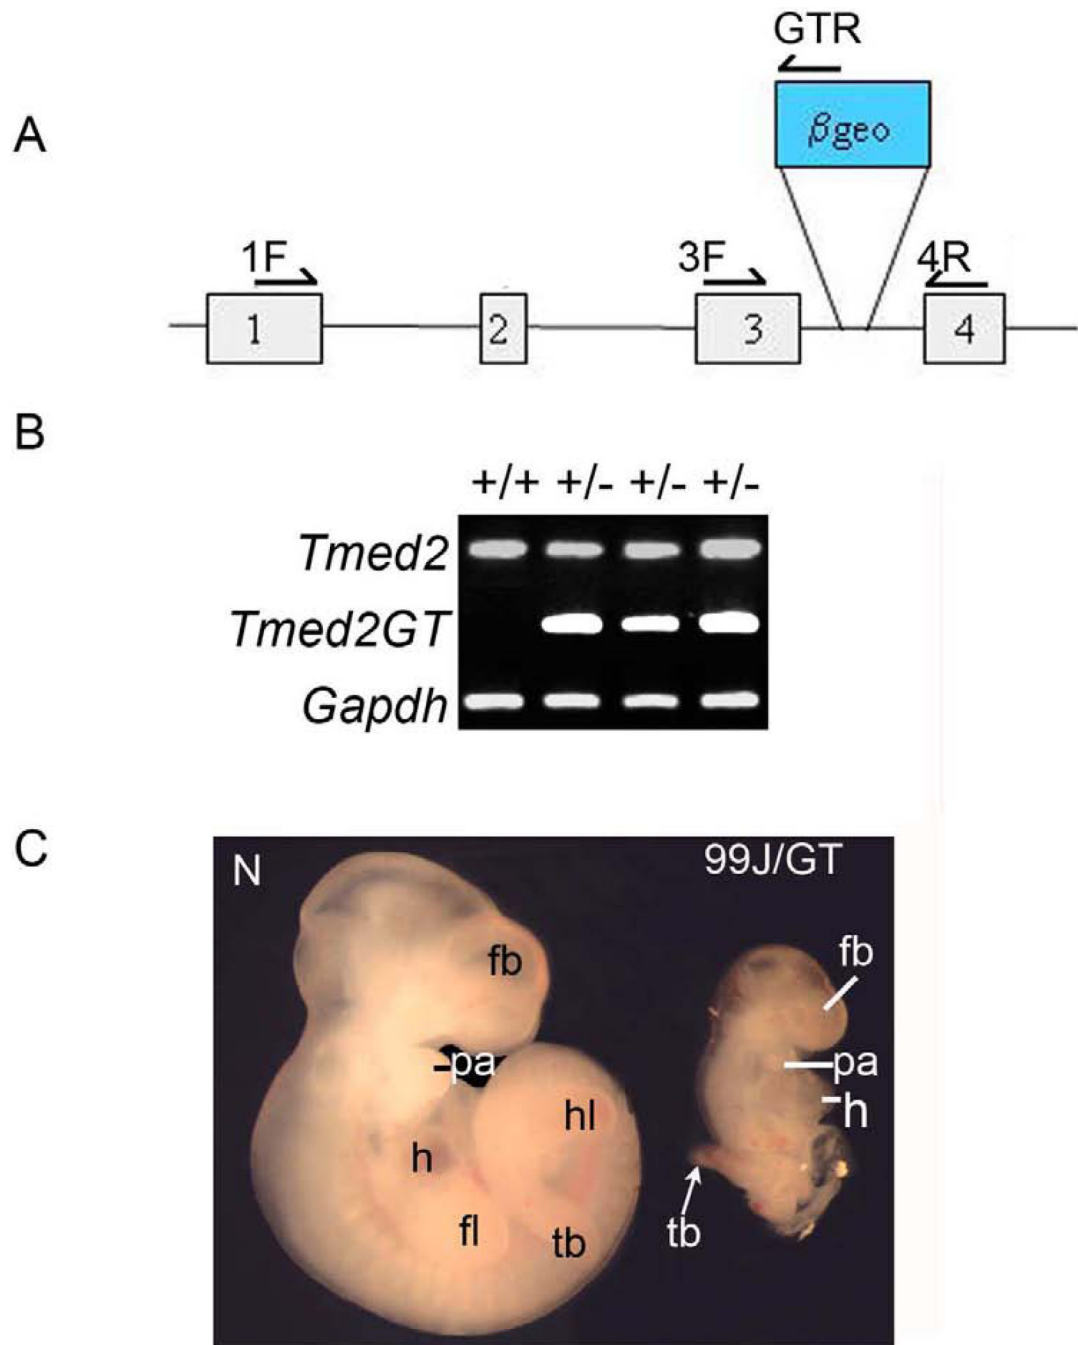 GTR
A
βgeo
1F 3F 4R
1 2 3 4
B
+/+ +/- +/- +/-
Tmed2
Tmed2GT
Gapdh
C
N 99J/GT
fb fb
pa pa
hl h
h
fl tb tb